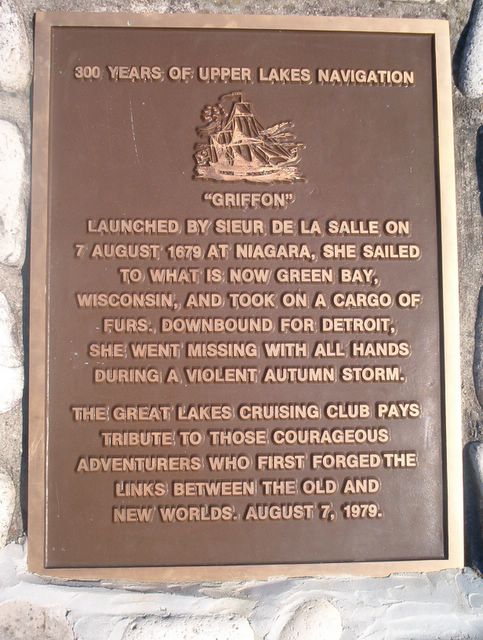 300 YEARS OF UPPER LAKES NAVIGATION
"GRIFFON"
LAUNCHED BY SIEUR DE LA SALLE ON
7 AUGUST 1679 AT NIAGARA, SHE SAILED
TO WHAT IS NOW GREEN BAY,
WISCONSIN, AND TOOK ON A CARGO OF
FURS. DOWNBOUND FOR DETROIT,
SHE WENT MISSING WITH ALL HANDS
DURING A VIOLENT AUTUMN STORM.
THE GREAT LAKES CRUISING CLUB PAYS
TRIBUTE TO THOSE COURAGEOUS
ADVENTURERS WHO FIRST FORGED THE
LINKS BETWEEN THE OLD AND
NEW WORLDS. AUGUST 7, 1979.